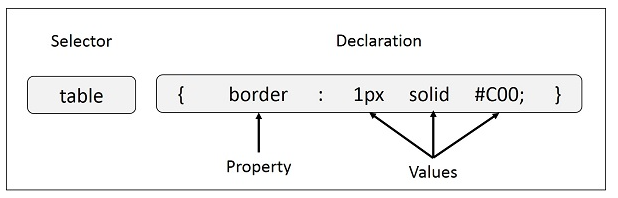 Selector Declaration
table { border : 1px solid #C00; }
Property Values